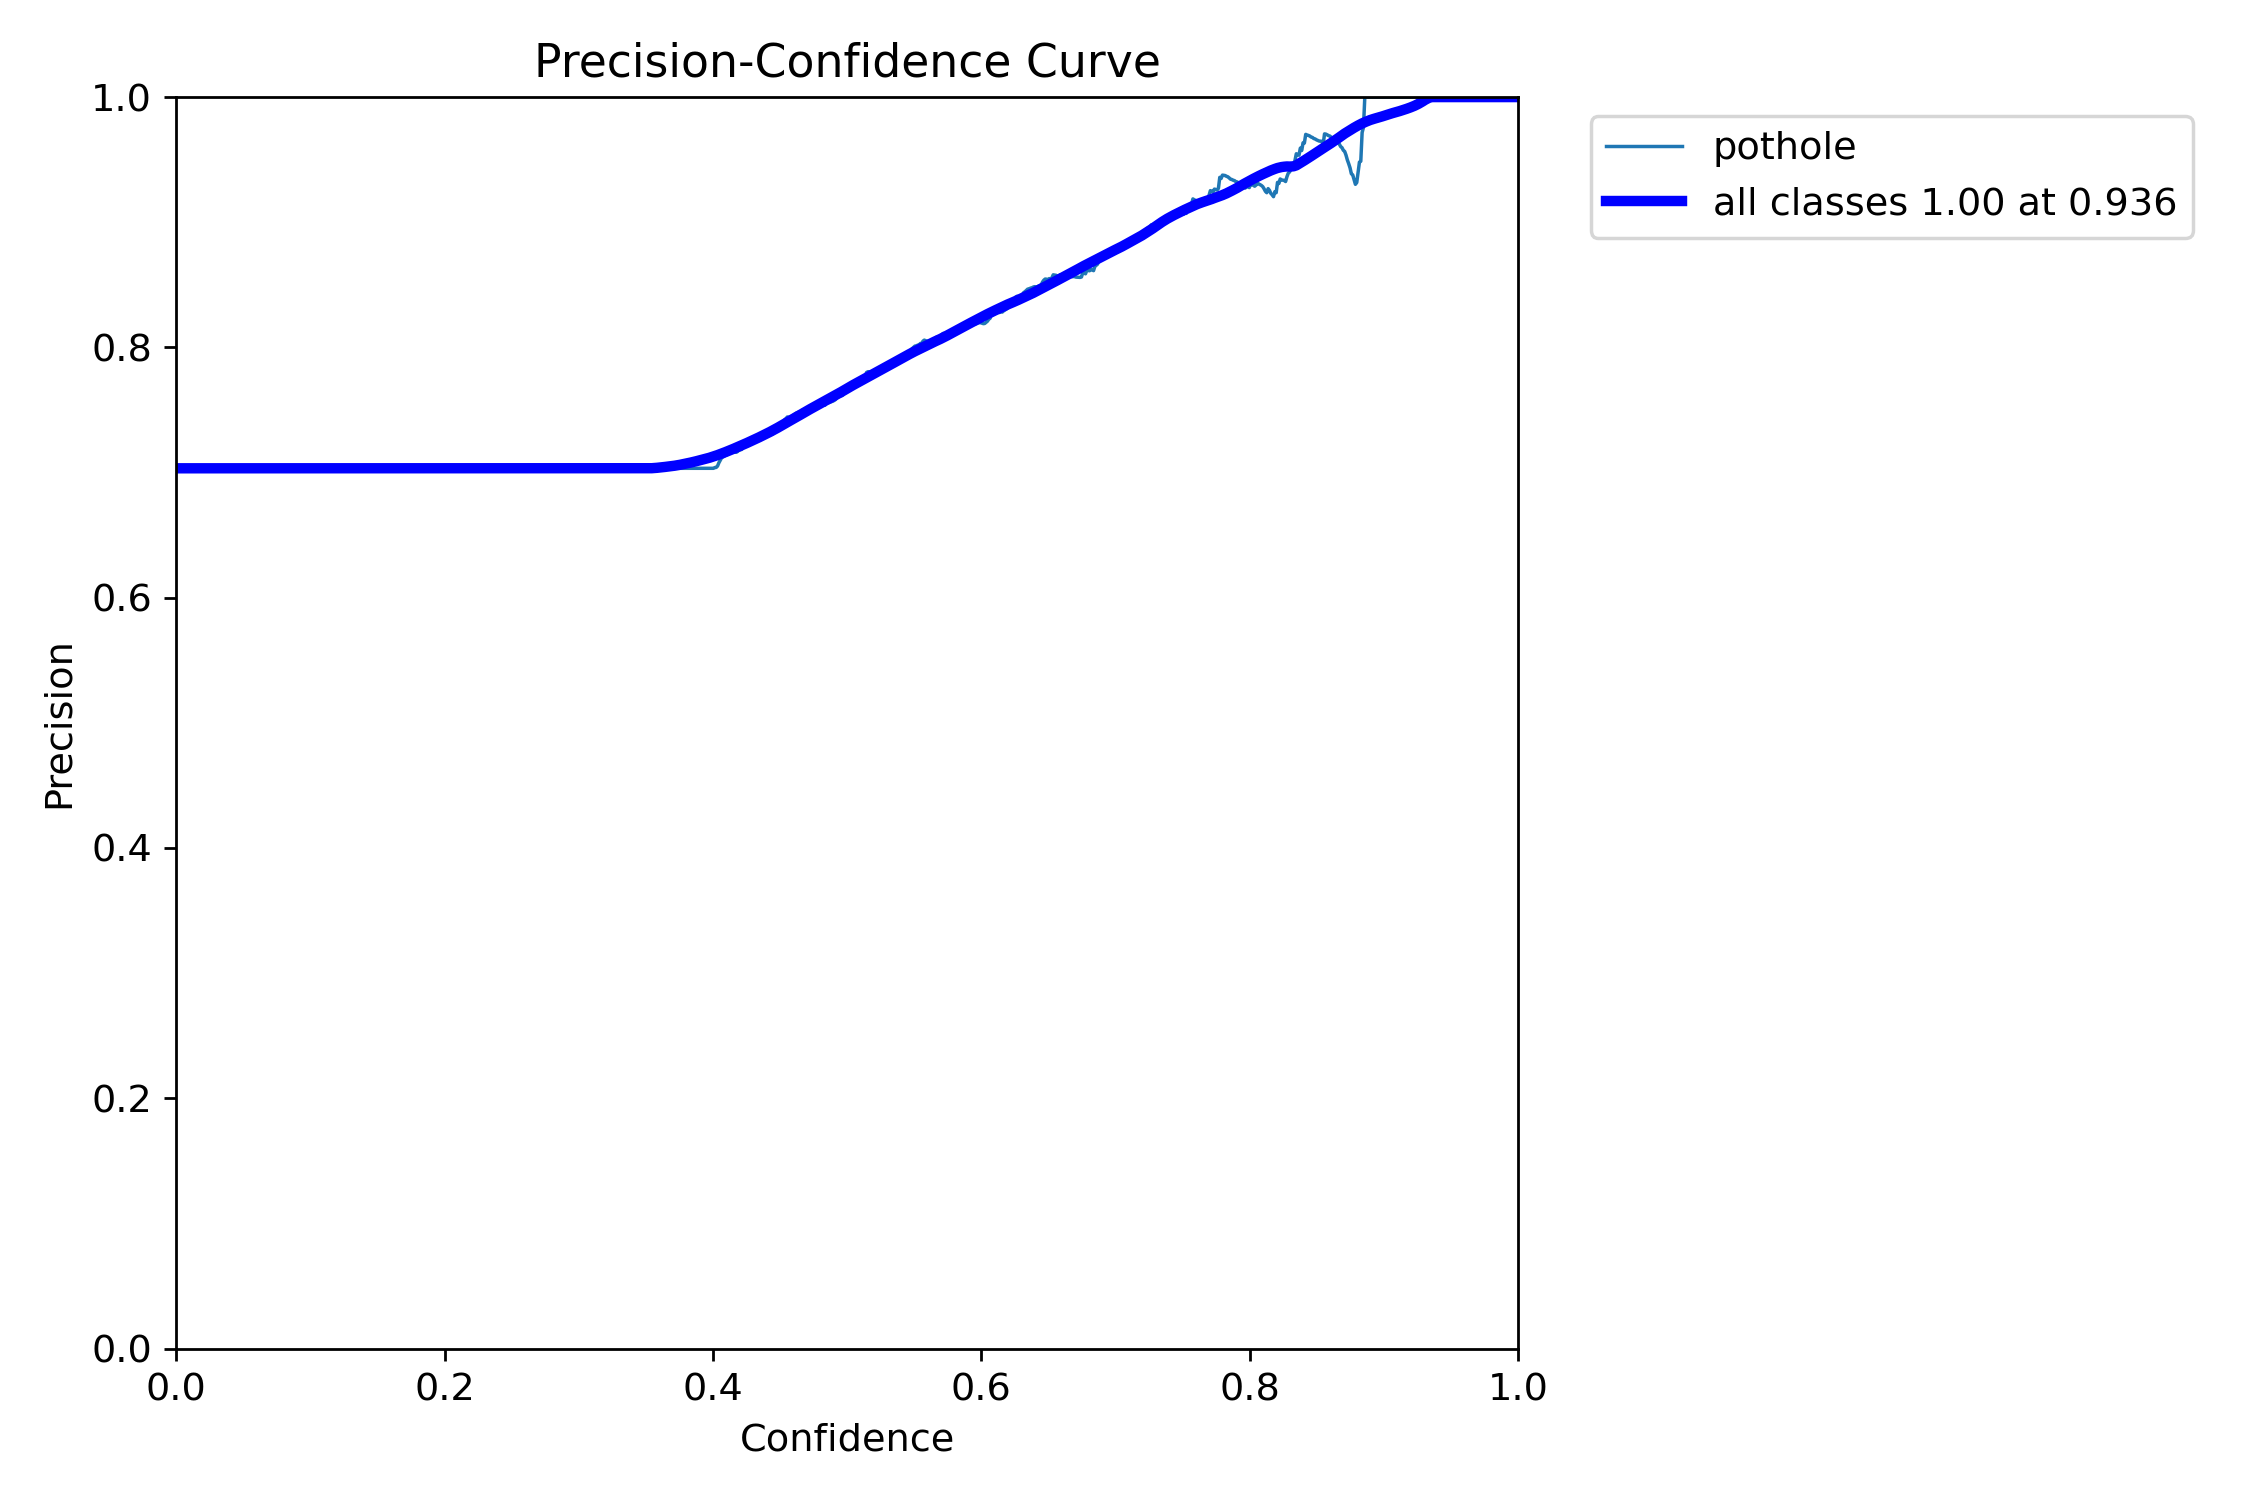 Precision-Confidence Curve
1.0
0.8
0.6
0.4
0.2
0.0
Precision
0.0 0.2 0.4 0.6 0.8 1.0
Confidence
pothole
all classes 1.00 at 0.936